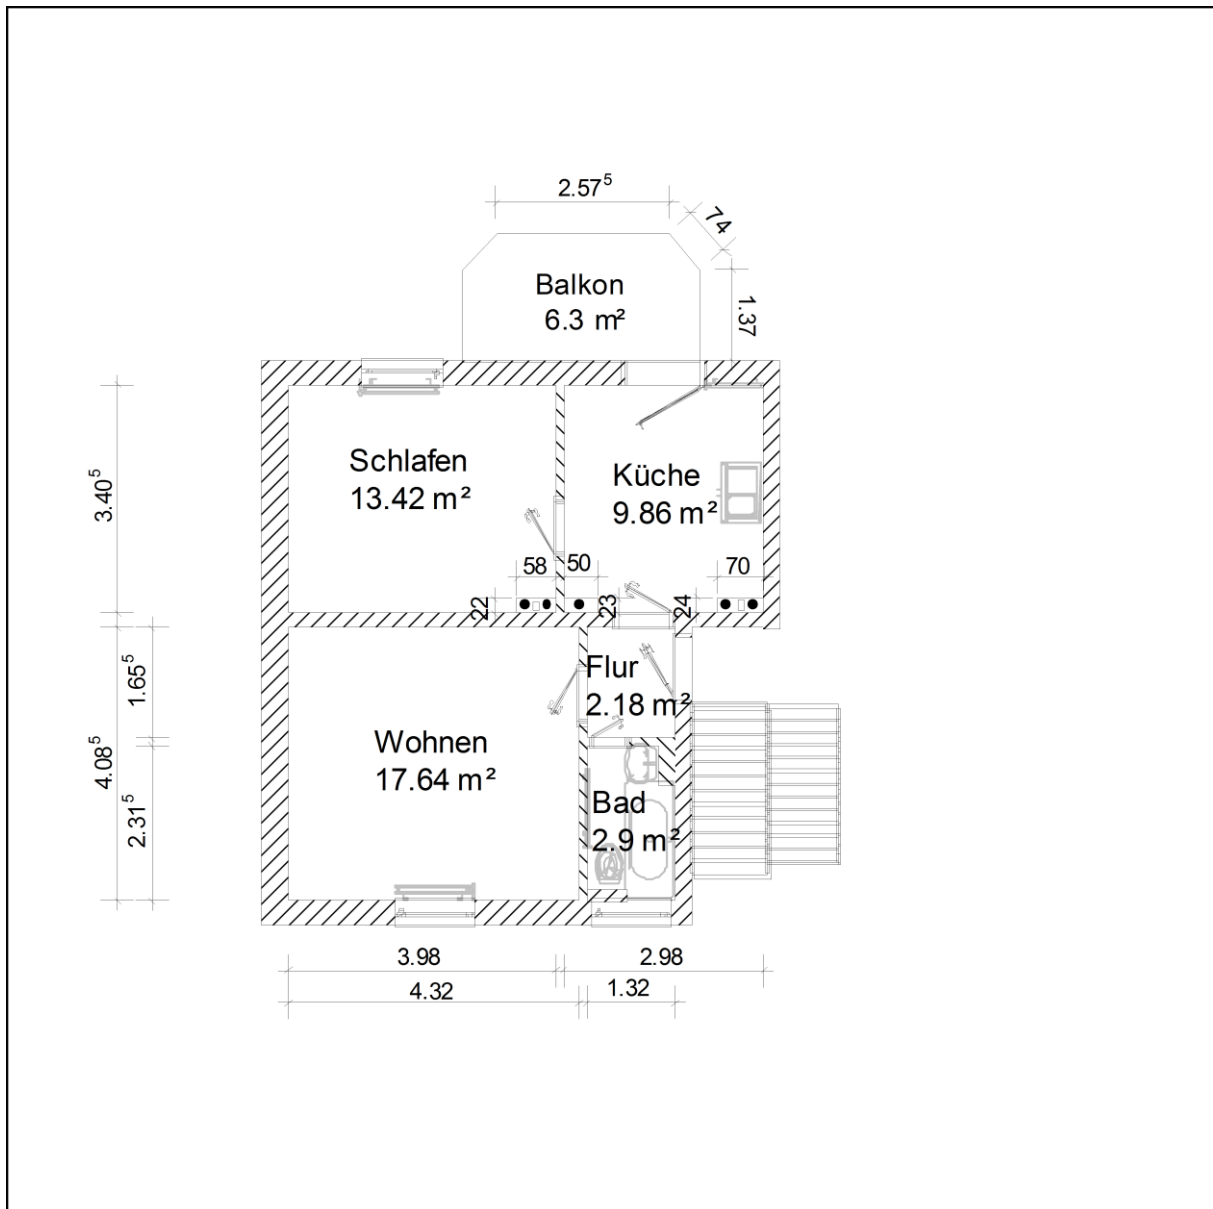 2.57⁵
74
Balkon
6.3 m²
1.37
3.40⁵
Schlafen
13.42 m²
Küche
9.86 m²
58
50
70
22
23
24
1.65⁵
Flur
2.18 m²
4.08⁵
Wohnen
17.64 m²
2.31⁵
Bad
2.9 m²
3.98
2.98
4.32
1.32